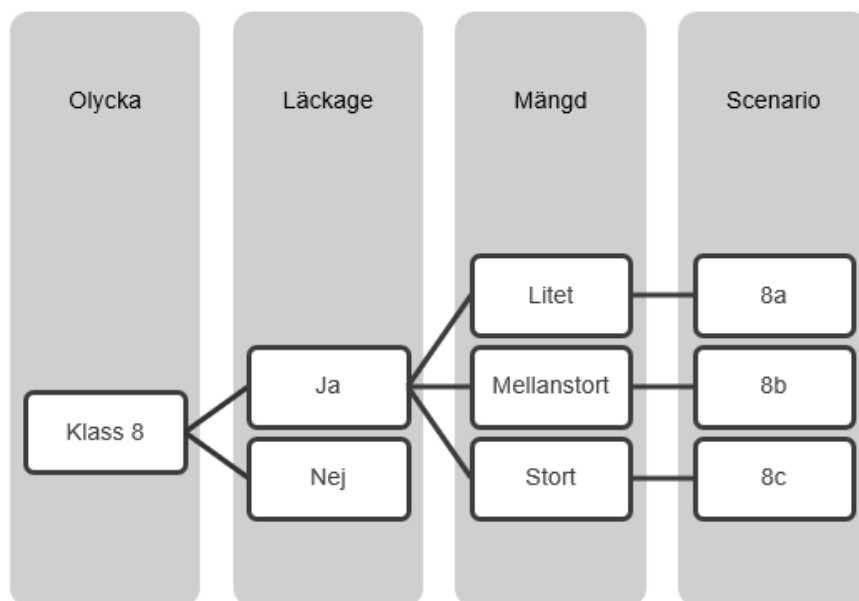 Olycka
Läckage
Mängd
Scenario
Litet
8a
Ja
Mellanstort
8b
Klass 8
Nej
Stort
8c